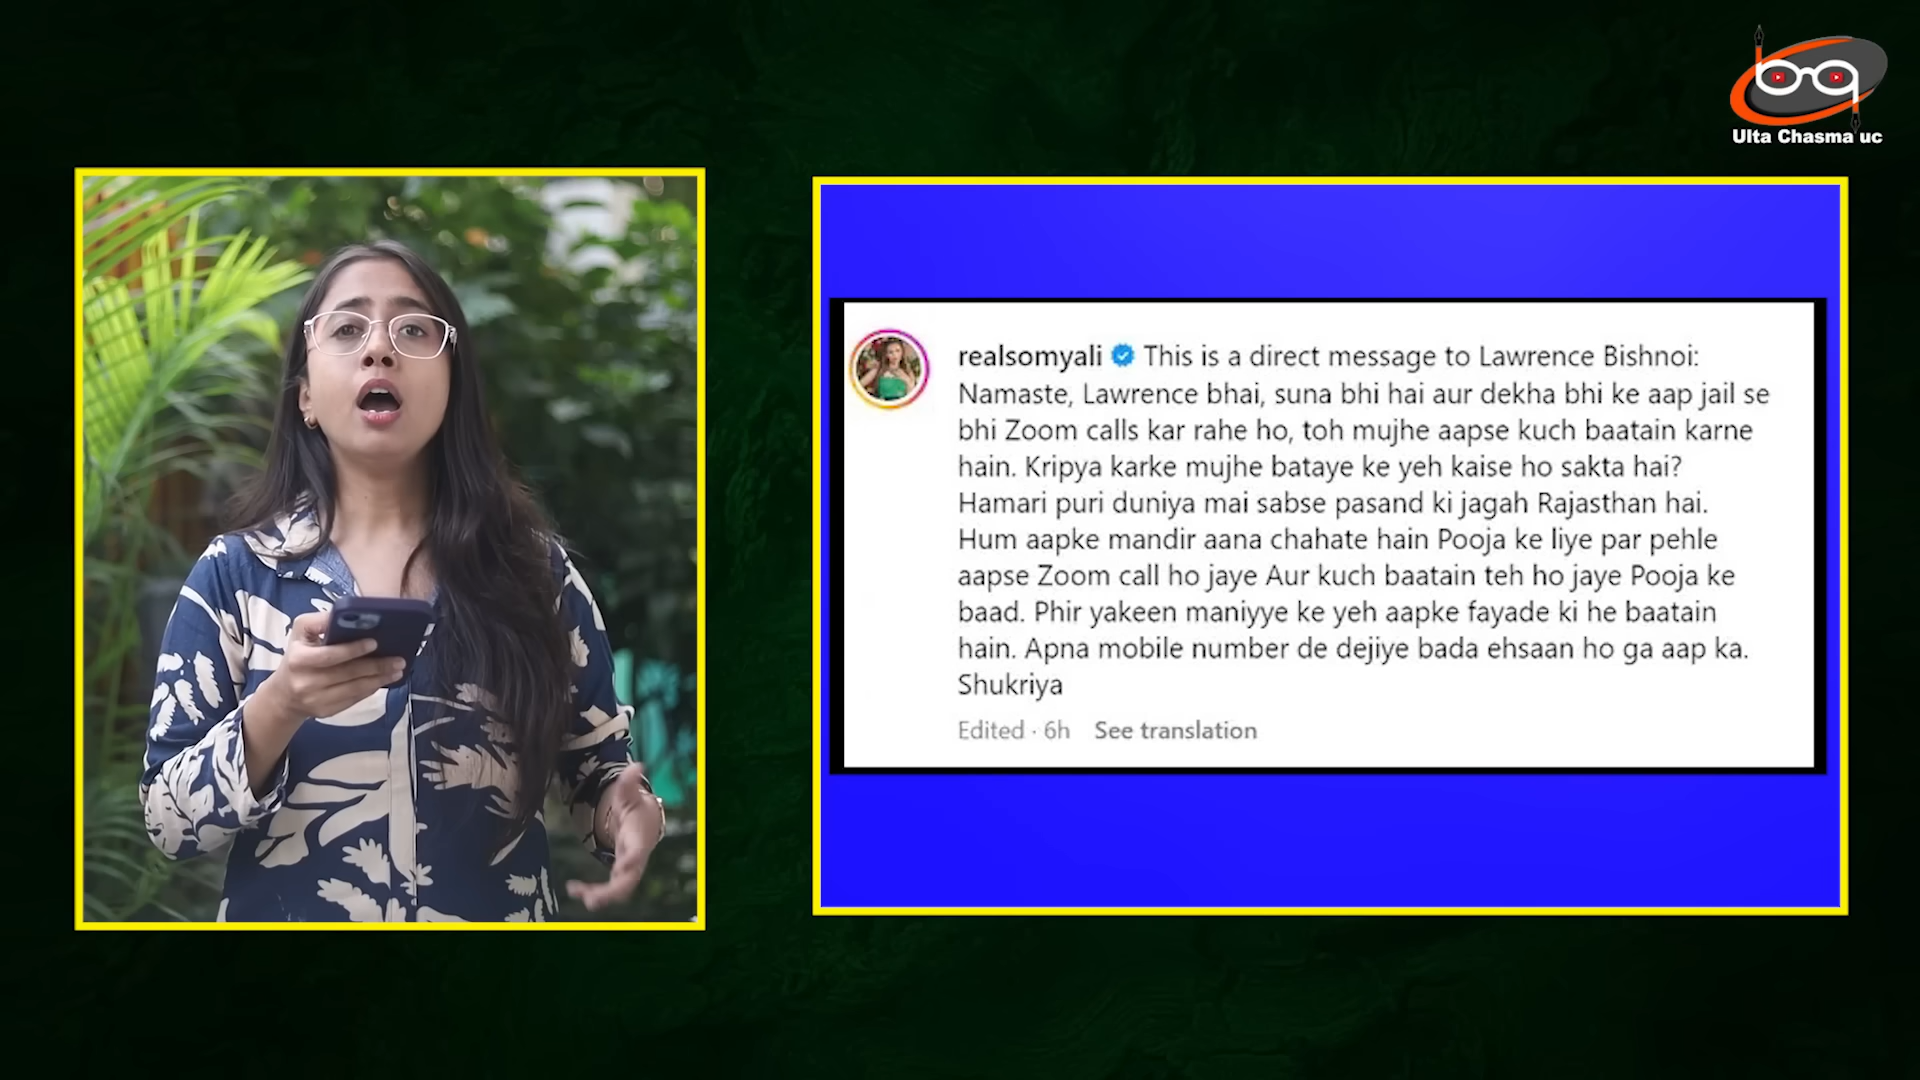 Ulta Chasma uc
realsomyali This is a direct message to Lawrence Bishnoi:
Namaste, Lawrence bhai, suna bhi hai aur dekha bhi ke aap jail se
bhi Zoom calls kar rahe ho, toh mujhe aapse kuch baatain karne
hain. Kripya karke mujhe bataye ke yeh kaise ho sakta hai?
Hamari puri duniya mai sabse pasand ki jagah Rajasthan hai.
Hum aapke mandir aana chahate hain Pooja ke liye par pehle
aapse Zoom call ho jaye Aur kuch baatain teh ho jaye Pooja ke
baad. Phir yakeen maniyye ke yeh aapke fayade ki he baatain
hain. Apna mobile number de dejiye bada ehsaan ho ga aap ka.
Shukriya
Edited · 6h See translation